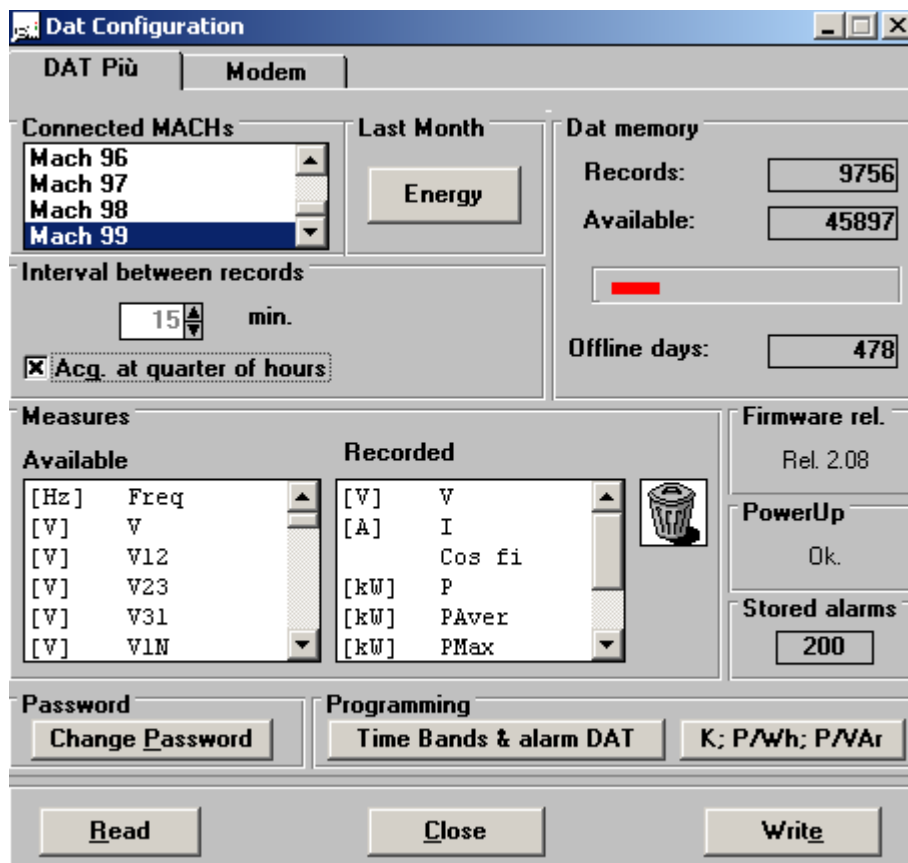 Dat Configuration
DAT Più
Modem
Connected MACHs
Mach 96
Mach 97
Mach 98
Mach 99
Last Month
Energy
Dat memory
Records: 9756
Available: 45897
Offline days: 478
Interval between records
15 min.
Acq. at quarter of hours
Measures
Available
[Hz] Freq
[V] V
[V] V12
[V] V23
[V] V31
[V] V1N
Recorded
[V] V
[A] I
Cos fi
[kW] P
[kW] PAver
[kW] PMax
Firmware rel.
Rel. 2.08
PowerUp
Ok.
Stored alarms
200
Password
Change Password
Programming
Time Bands & alarm DAT
K; P/Wh; P/VAr
Read
Close
Write